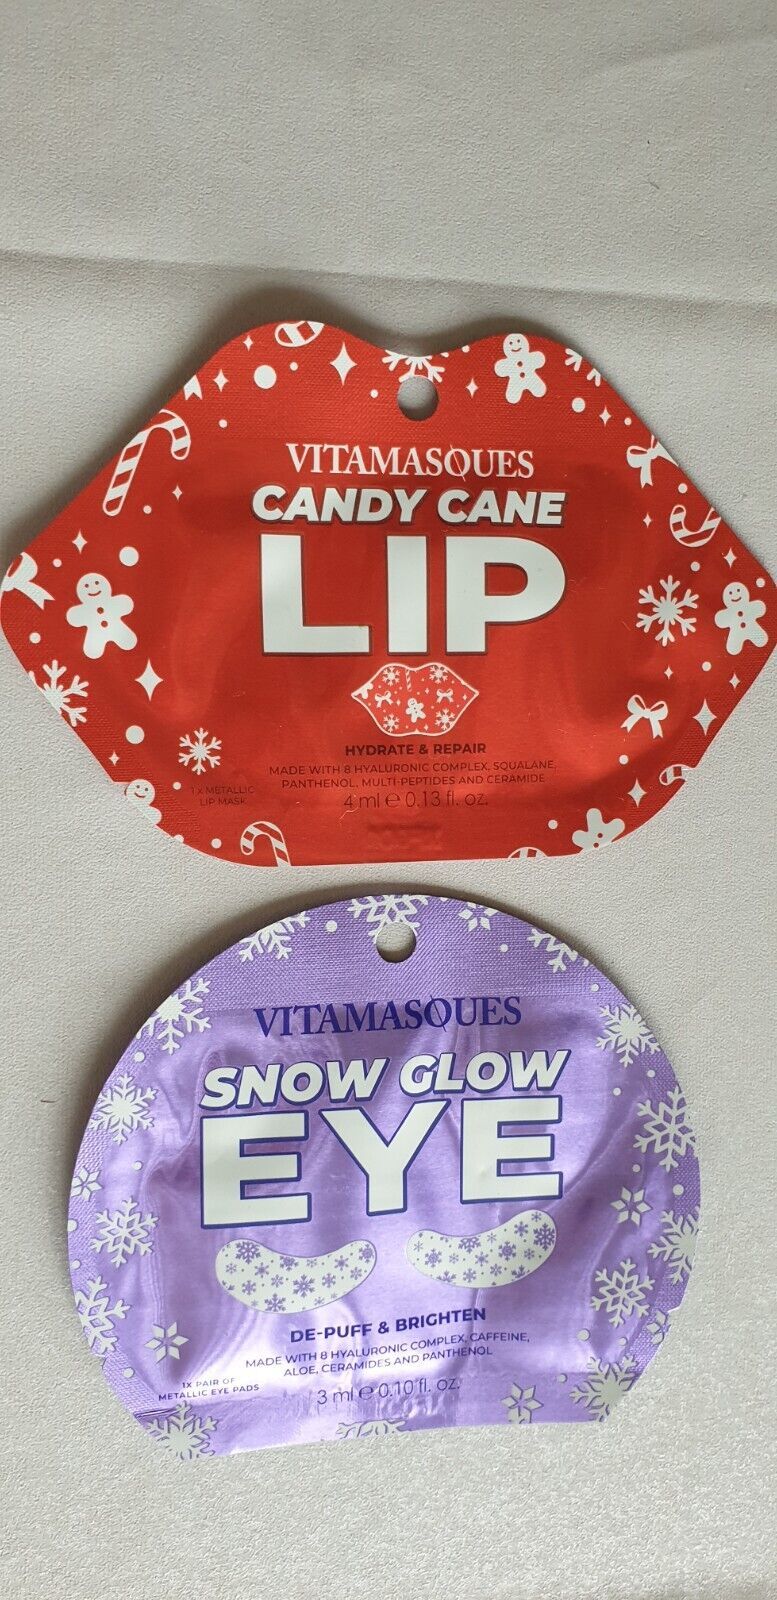 VITAMASQUES
CANDY CANE
LIP
HYDRATE & REPAIR
MADE WITH 8 HYALURONIC COMPLEX, SQUALANE,
PANTHENOL, MULTI-PEPTIDES AND CERAMIDE
1 X METALLIC
LIP MASK
4 ml e 0.13 fl. oz.
VITAMASQUES
SNOW GLOW
EYE
DE-PUFF & BRIGHTEN
MADE WITH 8 HYALURONIC COMPLEX, CAFFEINE,
ALOE, CERAMIDES AND PANTHENOL
1X PAIR OF
METALLIC EYE PADS
3 ml e 0.10 fl. oz.